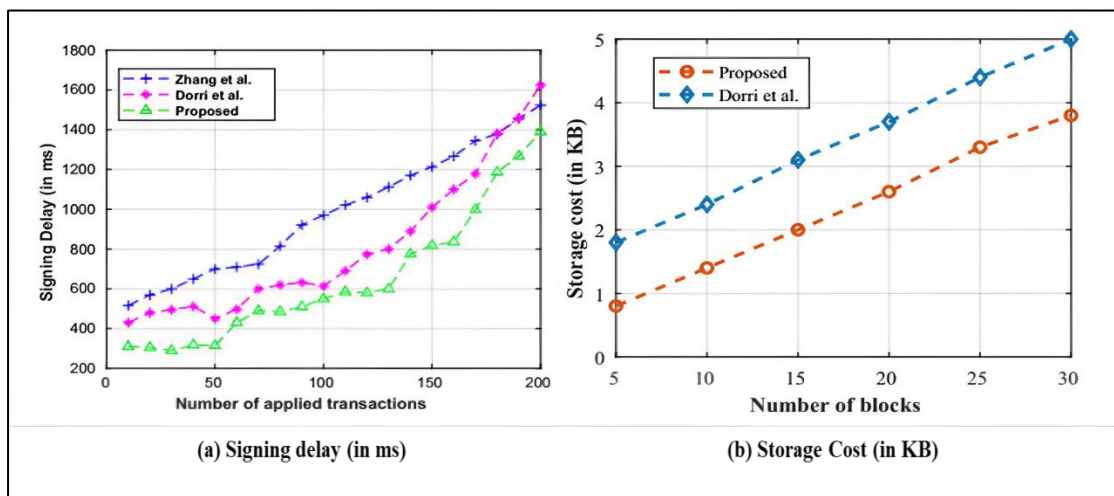 1800
1600
1400
1200
1000
800
600
400
200
Signing Delay (in ms)
Zhang et al.
Dorri et al.
Proposed
0 50 100 150 200
Number of applied transactions
(a) Signing delay (in ms)
5
4
3
2
1
0
Storage cost (in KB)
Proposed
Dorri et al.
5 10 15 20 25 30
Number of blocks
(b) Storage Cost (in KB)